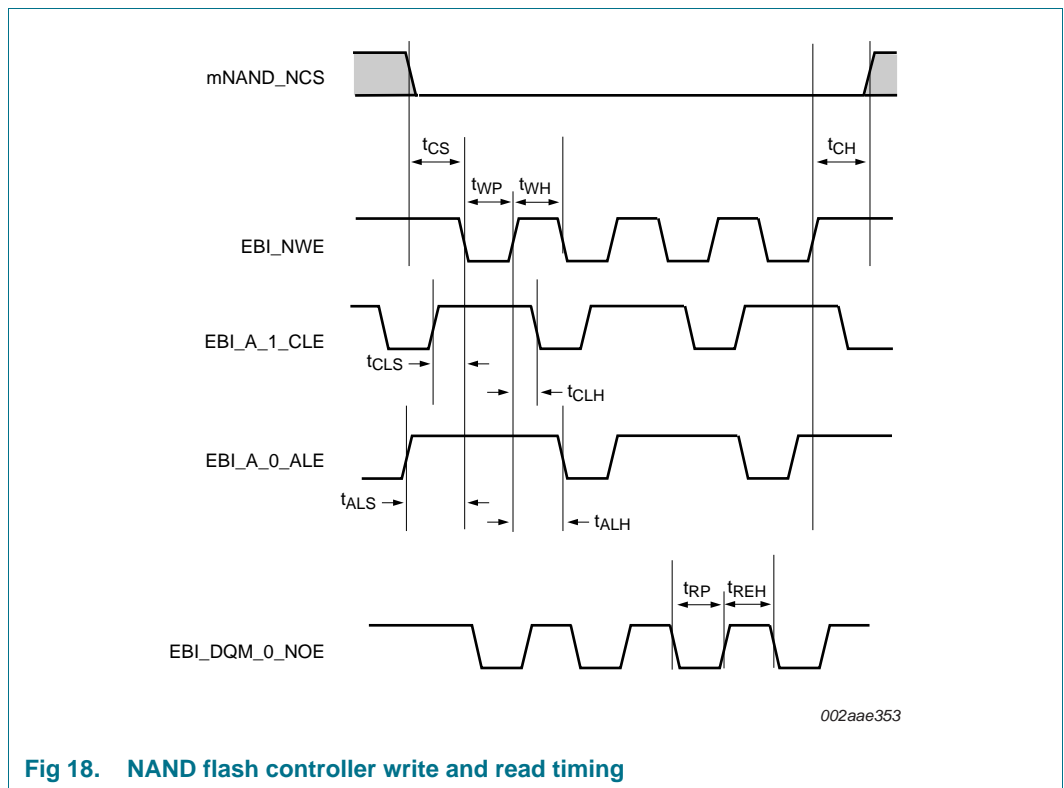 mNAND_NCS
tCS
tCH
tWP
tWH
EBI_NWE
EBI_A_1_CLE
tCLS
tCLH
EBI_A_0_ALE
tALS
tALH
tRP
tREH
EBI_DQM_0_NOE
002aae353
Fig 18. NAND flash controller write and read timing